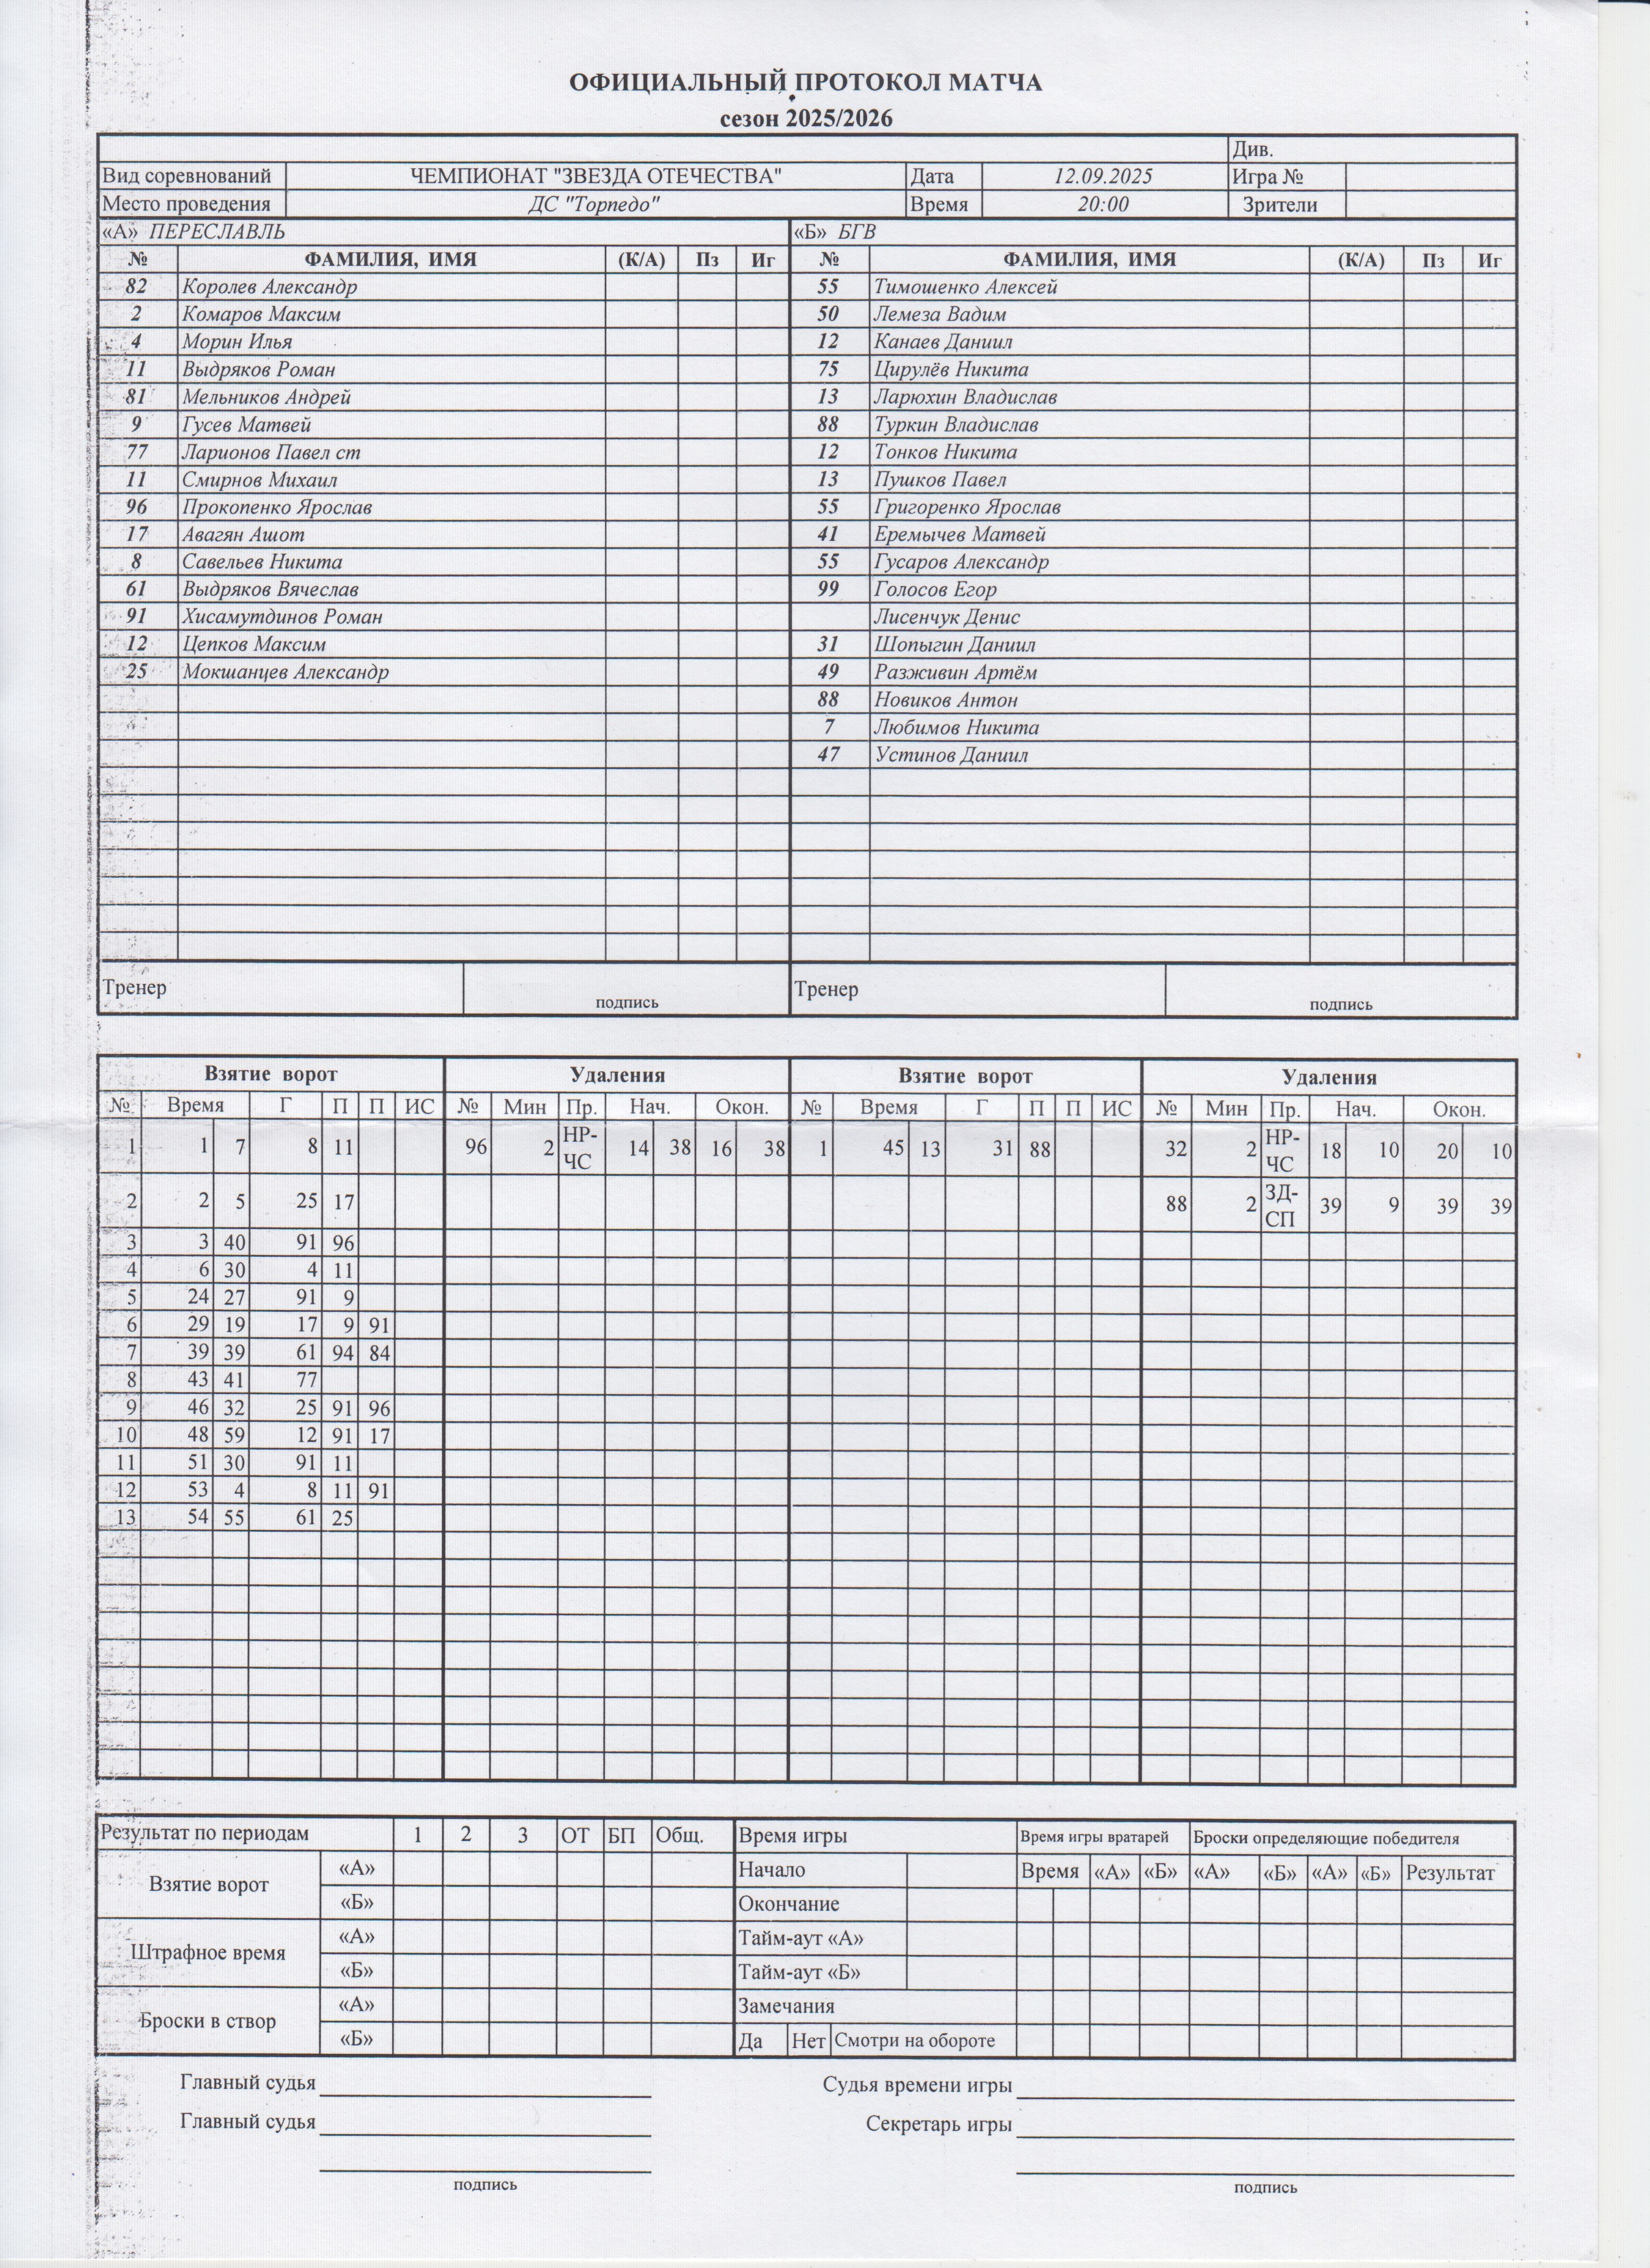 ОФИЦИАЛЬНЫЙ ПРОТОКОЛ МАТЧА
сезон 2025/2026
Див.
Вид соревнований ЧЕМПИОНАТ "ЗВЕЗДА ОТЕЧЕСТВА" Дата 12.09.2025 Игра №
Место проведения ДС "Торпедо" Время 20:00 Зрители
«А» ПЕРЕСЛАВЛЬ «Б» БГВ
№ ФАМИЛИЯ, ИМЯ (К/А) Пз Иг № ФАМИЛИЯ, ИМЯ (К/А) Пз Иг
82 Королев Александр 55 Тимошенко Алексей
2 Комаров Максим 50 Лемеза Вадим
4 Морин Илья 12 Канаев Даниил
11 Выдряков Роман 75 Цирулёв Никита
81 Мельников Андрей 13 Ларюхин Владислав
9 Гусев Матвей 88 Туркин Владислав
77 Ларионов Павел ст 12 Тонков Никита
11 Смирнов Михаил 13 Пушков Павел
96 Прокопенко Ярослав 55 Григоренко Ярослав
17 Авагян Ашот 41 Еремычев Матвей
8 Савельев Никита 55 Гусаров Александр
61 Выдряков Вячеслав 99 Голосов Егор
91 Хисамутдинов Роман Лисенчук Денис
12 Цепков Максим 31 Шопыгин Даниил
25 Мокшанцев Александр 49 Разживин Артём
88 Новиков Антон
7 Любимов Никита
47 Устинов Даниил
Тренер подпись Тренер подпись
Взятие ворот Удаления Взятие ворот Удаления
№ Время Г П П ИС № Мин Пр. Нач. Окон. № Время Г П П ИС № Мин Пр. Нач. Окон.
1 1 7 8 11 96 2 НР-ЧС 14 38 16 38 1 45 13 31 88 32 2 НР-ЧС 18 10 20 10
2 2 5 25 17 88 2 ЗД-СП 39 9 39 39
3 3 40 91 96
4 6 30 4 11
5 24 27 91 9
6 29 19 17 9 91
7 39 39 61 94 84
8 43 41 77
9 46 32 25 91 96
10 48 59 12 91 17
11 51 30 91 11
12 53 4 8 11 91
13 54 55 61 25
Результат по периодам 1 2 3 ОТ БП Общ. Время игры Время игры вратарей Броски определяющие победителя
Взятие ворот «А» Начало Время «А» «Б» «А» «Б» «А» «Б» Результат
«Б» Окончание
Штрафное время «А» Тайм-аут «А»
«Б» Тайм-аут «Б»
Броски в створ «А» Замечания
«Б» Да Нет Смотри на обороте
Главный судья Судья времени игры
Главный судья Секретарь игры
подпись подпись